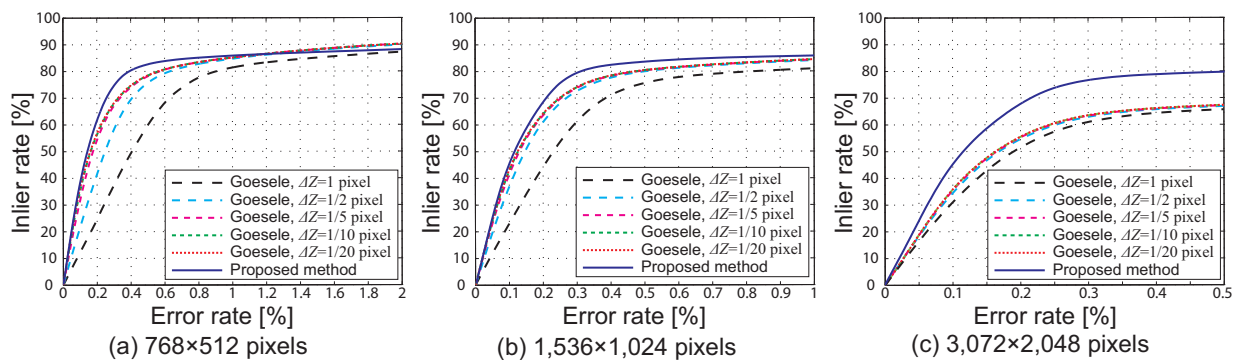 Inlier rate [%]
100
90
80
70
60
50
40
30
20
10
0
Goesele, ΔZ=1 pixel
Goesele, ΔZ=1/2 pixel
Goesele, ΔZ=1/5 pixel
Goesele, ΔZ=1/10 pixel
Goesele, ΔZ=1/20 pixel
Proposed method
0 0.2 0.4 0.6 0.8 1 1.2 1.4 1.6 1.8 2
Error rate [%]
(a) 768×512 pixels
Inlier rate [%]
100
90
80
70
60
50
40
30
20
10
0
Goesele, ΔZ=1 pixel
Goesele, ΔZ=1/2 pixel
Goesele, ΔZ=1/5 pixel
Goesele, ΔZ=1/10 pixel
Goesele, ΔZ=1/20 pixel
Proposed method
0 0.1 0.2 0.3 0.4 0.5 0.6 0.7 0.8 0.9 1
Error rate [%]
(b) 1,536×1,024 pixels
Inlier rate [%]
100
90
80
70
60
50
40
30
20
10
0
Goesele, ΔZ=1 pixel
Goesele, ΔZ=1/2 pixel
Goesele, ΔZ=1/5 pixel
Goesele, ΔZ=1/10 pixel
Goesele, ΔZ=1/20 pixel
Proposed method
0 0.1 0.2 0.3 0.4 0.5
Error rate [%]
(c) 3,072×2,048 pixels